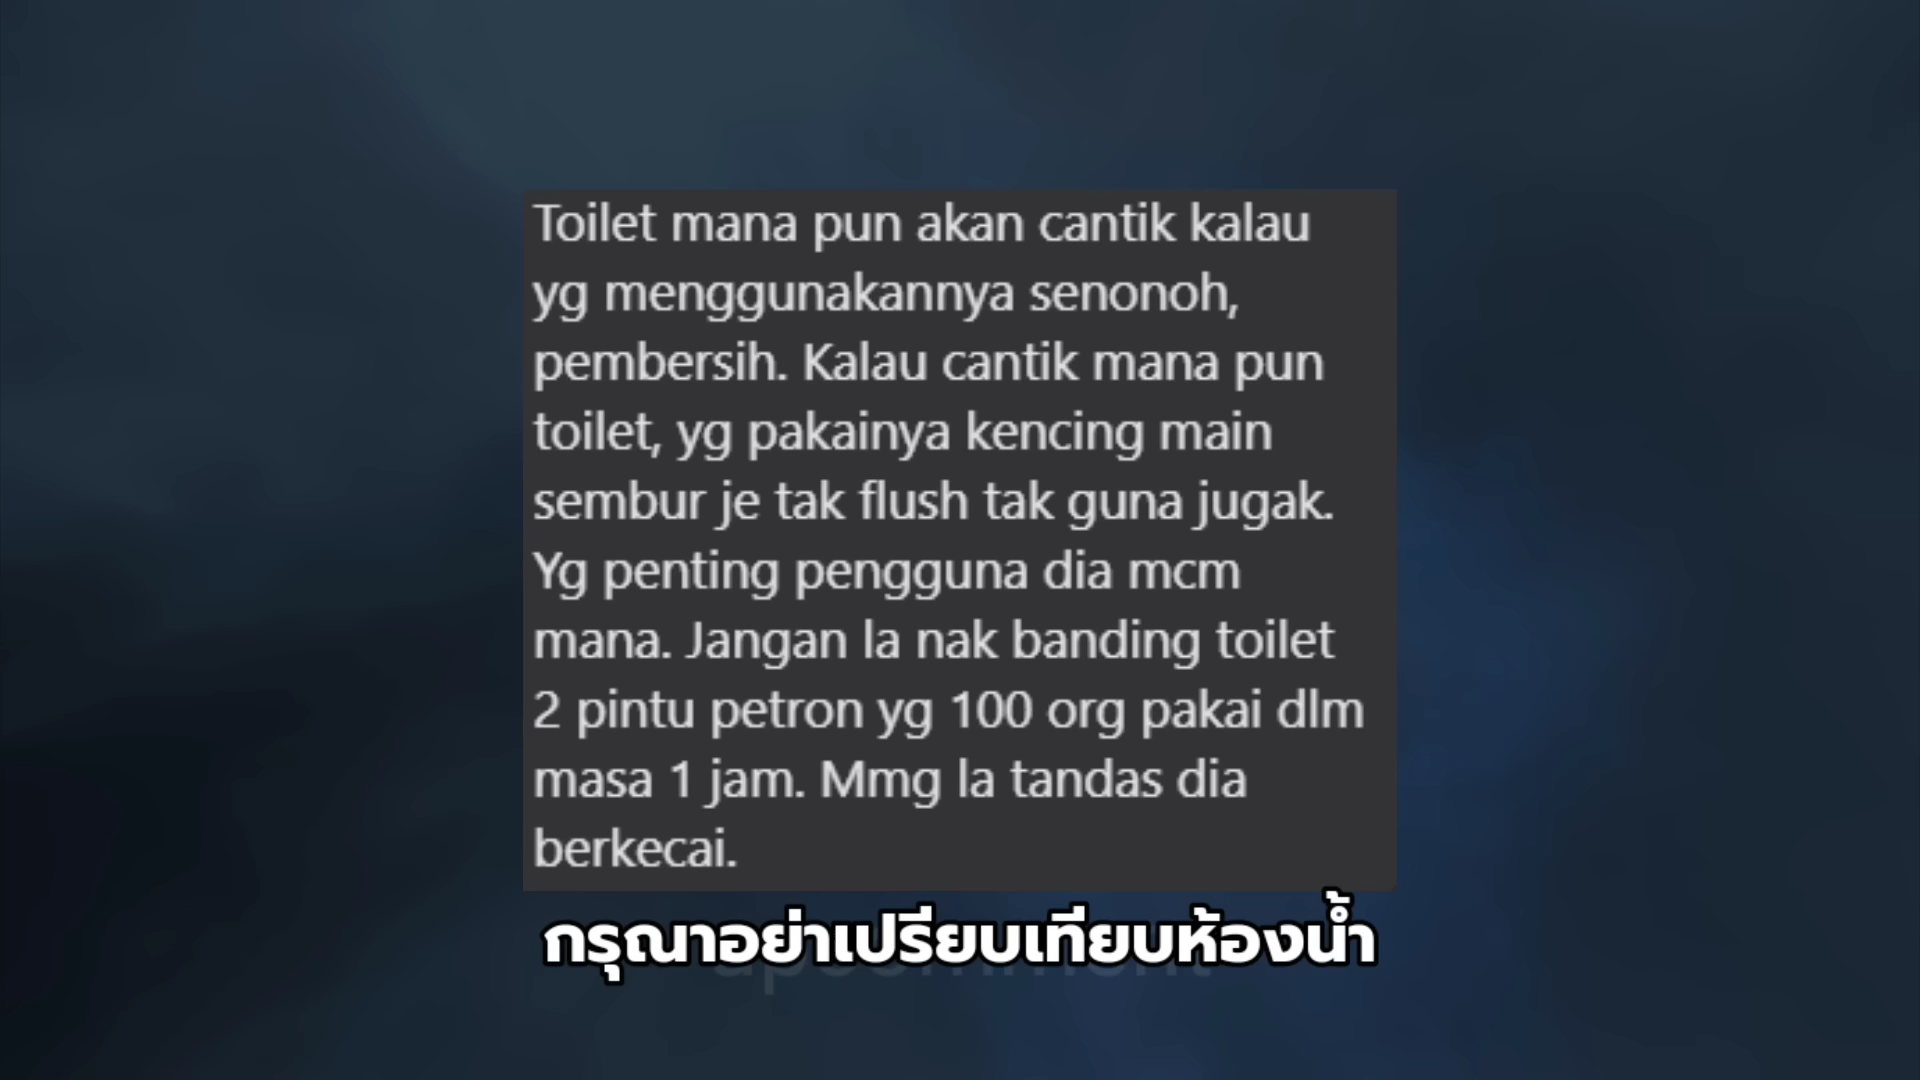 Toilet mana pun akan cantik kalau
yg menggunakannya senonoh,
pembersih. Kalau cantik mana pun
toilet, yg pakainya kencing main
sembur je tak flush tak guna jugak.
Yg penting pengguna dia mcm
mana. Jangan la nak banding toilet
2 pintu petron yg 100 org pakai dlm
masa 1 jam. Mmg la tandas dia
berkecai.
กรุณาอย่าเปรียบเทียบห้องน้ำ